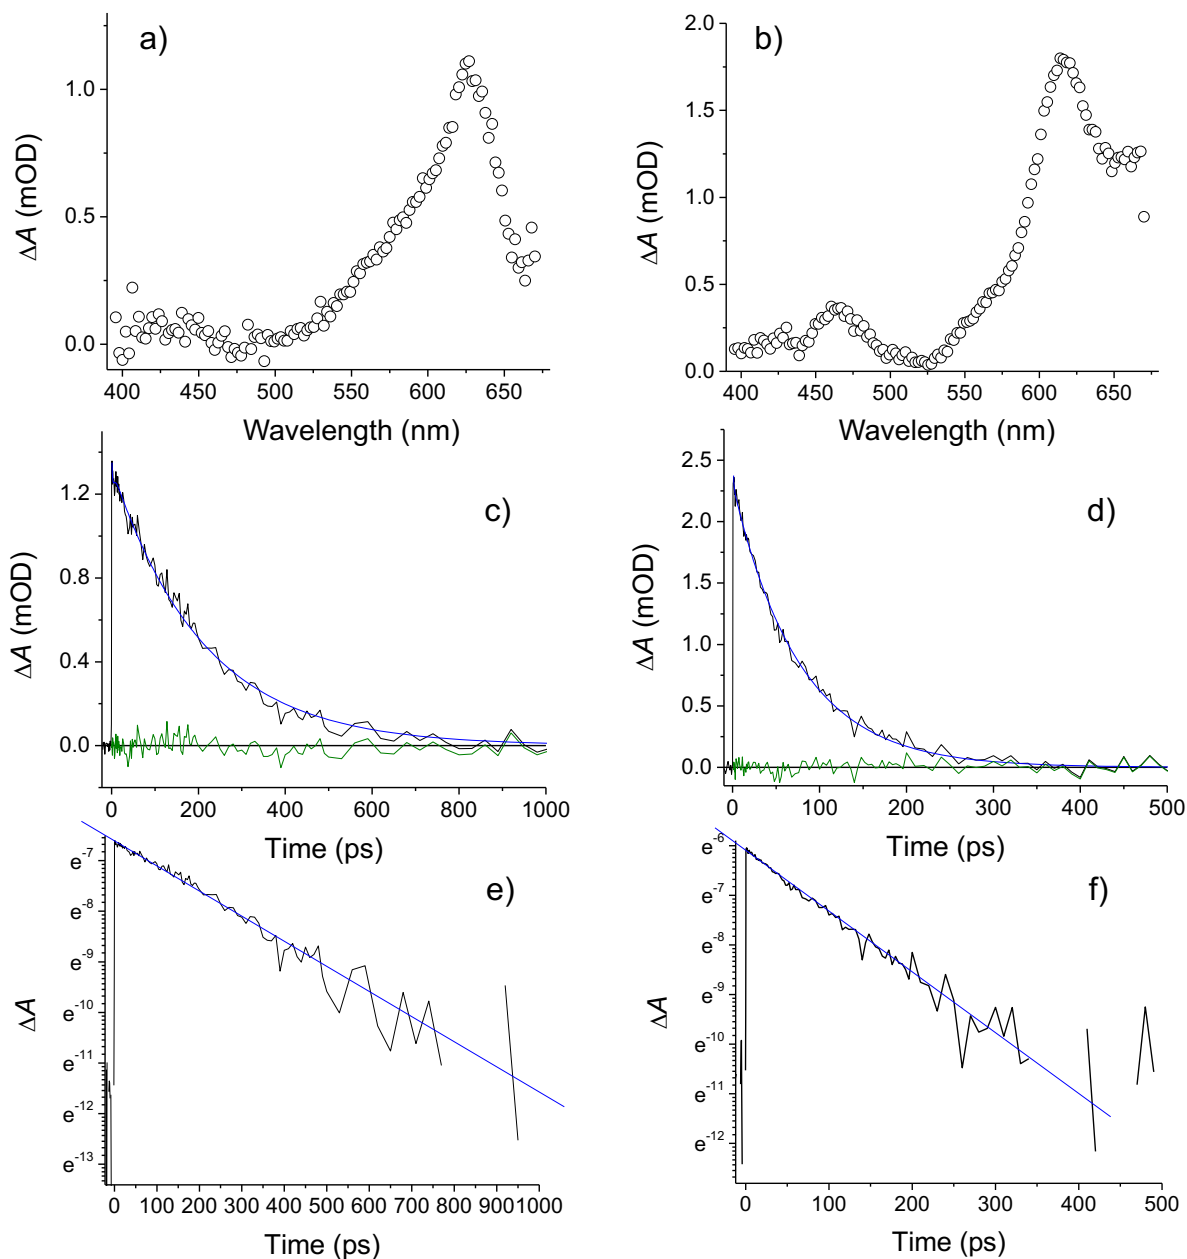 a)
ΔA (mOD)
1.0
0.5
0.0
400 450 500 550 600 650
Wavelength (nm)
b)
ΔA (mOD)
2.0
1.5
1.0
0.5
0.0
400 450 500 550 600 650
Wavelength (nm)
c)
ΔA (mOD)
1.2
0.8
0.4
0.0
0 200 400 600 800 1000
Time (ps)
d)
ΔA (mOD)
2.5
2.0
1.5
1.0
0.5
0.0
0 100 200 300 400 500
Time (ps)
e)
ΔA
e⁻⁷
e⁻⁸
e⁻⁹
e⁻¹⁰
e⁻¹¹
e⁻¹²
e⁻¹³
0 100 200 300 400 500 600 700 800 900 1000
Time (ps)
f)
ΔA
e⁻⁶
e⁻⁷
e⁻⁸
e⁻⁹
e⁻¹⁰
e⁻¹¹
e⁻¹²
0 100 200 300 400 500
Time (ps)